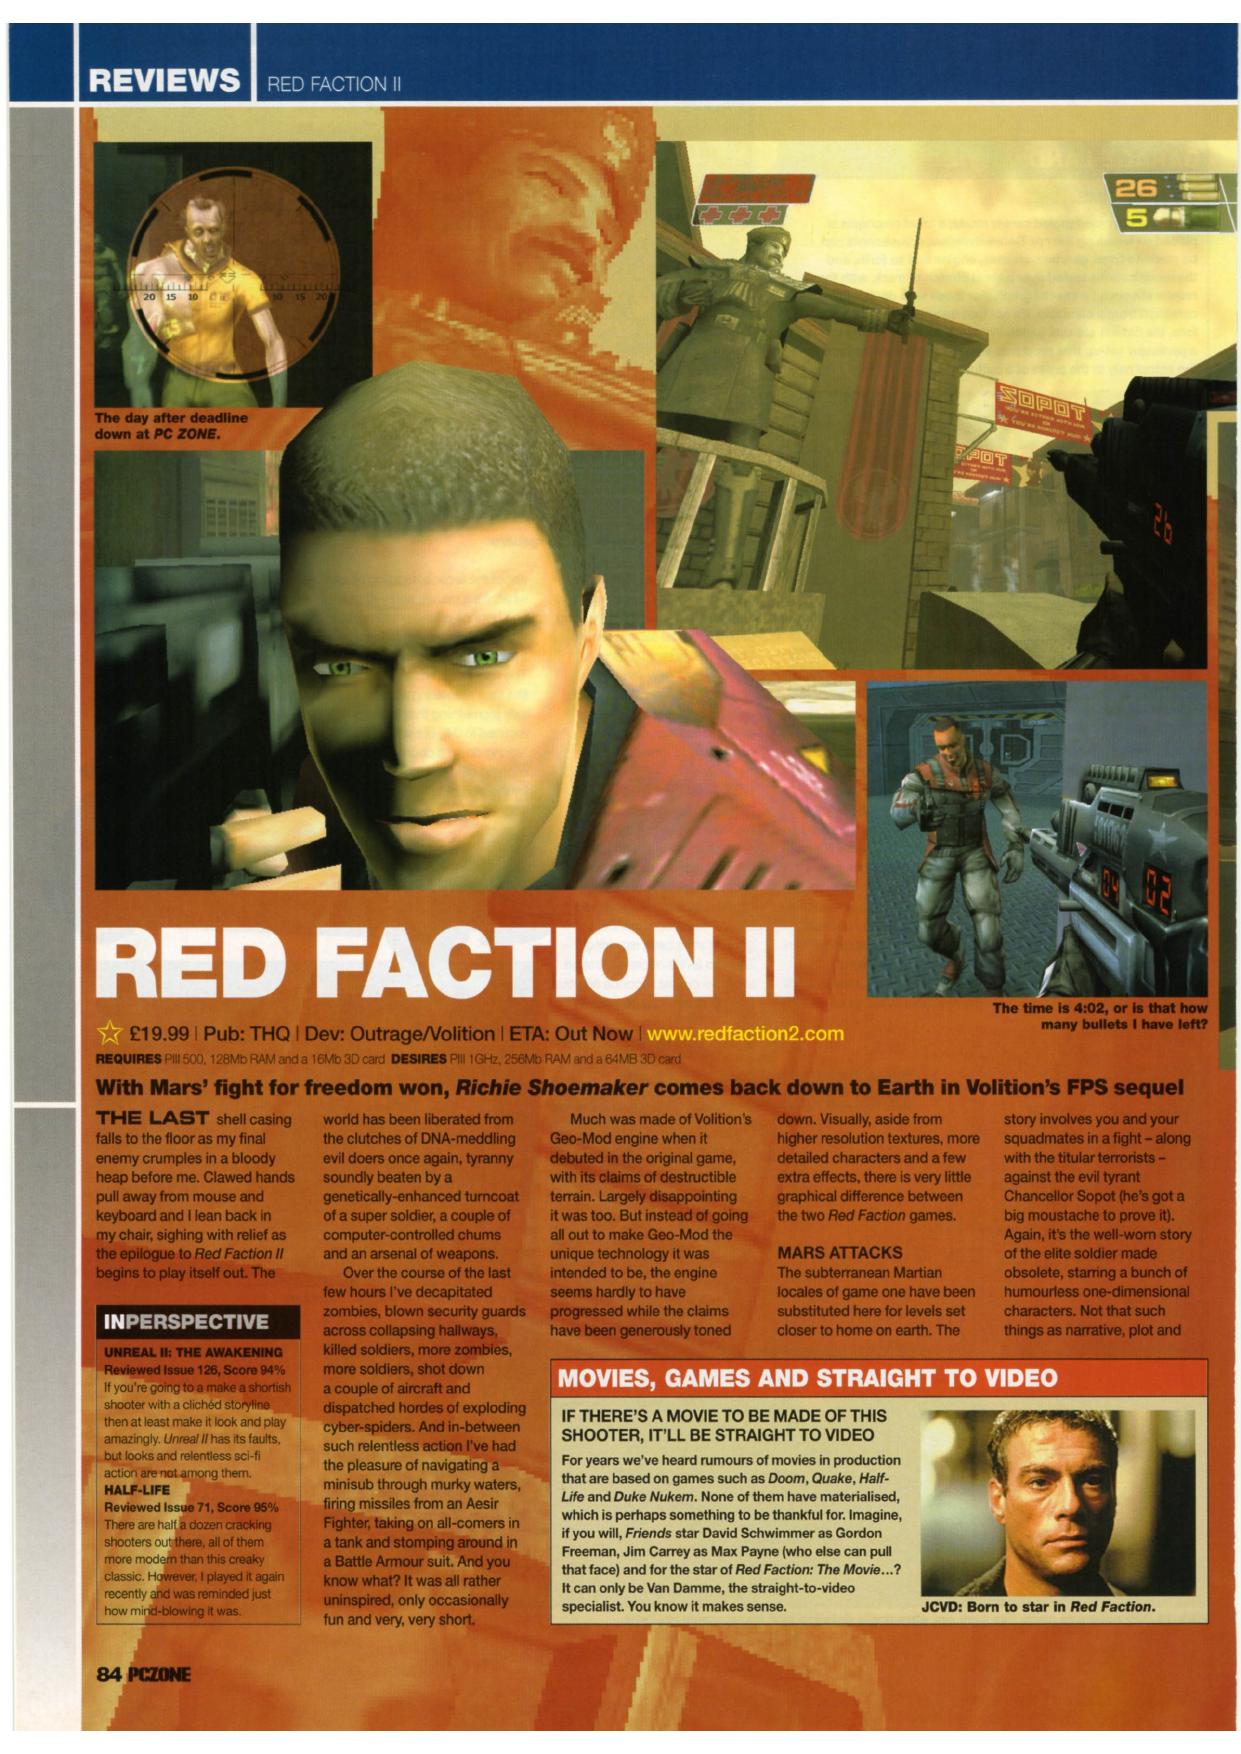 REVIEWS
RED FACTION II
20 15 10
10 15 20
26
5
SOPOT
YOU'RE EITHER WITH HIM
OR
YOU'RE AGAINST HIM
SOPOT
26
The day after deadline
down at PC ZONE.
04
02
The time is 4:02, or is that how
many bullets I have left?
RED FACTION II
£19.99 | Pub: THQ | Dev: Outrage/Volition | ETA: Out Now | www.redfaction2.com
REQUIRES PIII 500, 128Mb RAM and a 16Mb 3D card DESIRES PIII 1GHz, 256Mb RAM and a 64MB 3D card
With Mars' fight for freedom won, Richie Shoemaker comes back down to Earth in Volition's FPS sequel
THE LAST shell casing
falls to the floor as my final
enemy crumples in a bloody
heap before me. Clawed hands
pull away from mouse and
keyboard and I lean back in
my chair, sighing with relief as
the epilogue to Red Faction II
begins to play itself out. The
world has been liberated from
the clutches of DNA-meddling
evil doers once again, tyranny
soundly beaten by a
genetically-enhanced turncoat
of a super soldier, a couple of
computer-controlled chums
and an arsenal of weapons.
Over the course of the last
few hours I've decapitated
zombies, blown security guards
across collapsing hallways,
killed soldiers, more zombies,
more soldiers, shot down
a couple of aircraft and
dispatched hordes of exploding
cyber-spiders. And in-between
such relentless action I've had
the pleasure of navigating a
minisub through murky waters,
firing missiles from an Aesir
Fighter, taking on all-comers in
a tank and stomping around in
a Battle Armour suit. And you
know what? It was all rather
uninspired, only occasionally
fun and very, very short.
Much was made of Volition's
Geo-Mod engine when it
debuted in the original game,
with its claims of destructible
terrain. Largely disappointing
it was too. But instead of going
all out to make Geo-Mod the
unique technology it was
intended to be, the engine
seems hardly to have
progressed while the claims
have been generously toned
down. Visually, aside from
higher resolution textures, more
detailed characters and a few
extra effects, there is very little
graphical difference between
the two Red Faction games.
MARS ATTACKS
The subterranean Martian
locales of game one have been
substituted here for levels set
closer to home on earth. The
story involves you and your
squadmates in a fight – along
with the titular terrorists –
against the evil tyrant
Chancellor Sopot (he's got a
big moustache to prove it).
Again, it's the well-worn story
of the elite soldier made
obsolete, starring a bunch of
humourless one-dimensional
characters. Not that such
things as narrative, plot and
INPERSPECTIVE
UNREAL II: THE AWAKENING
Reviewed Issue 126, Score 94%
If you're going to a make a shortish
shooter with a clichéd storyline
then at least make it look and play
amazingly. Unreal II has its faults,
but looks and relentless sci-fi
action are not among them.
HALF-LIFE
Reviewed Issue 71, Score 95%
There are half a dozen cracking
shooters out there, all of them
more modern than this creaky
classic. However, I played it again
recently and was reminded just
how mind-blowing it was.
MOVIES, GAMES AND STRAIGHT TO VIDEO
IF THERE'S A MOVIE TO BE MADE OF THIS
SHOOTER, IT'LL BE STRAIGHT TO VIDEO
For years we've heard rumours of movies in production
that are based on games such as Doom, Quake, Half-
Life and Duke Nukem. None of them have materialised,
which is perhaps something to be thankful for. Imagine,
if you will, Friends star David Schwimmer as Gordon
Freeman, Jim Carrey as Max Payne (who else can pull
that face) and for the star of Red Faction: The Movie...?
It can only be Van Damme, the straight-to-video
specialist. You know it makes sense.
JCVD: Born to star in Red Faction.
84 PCZONE